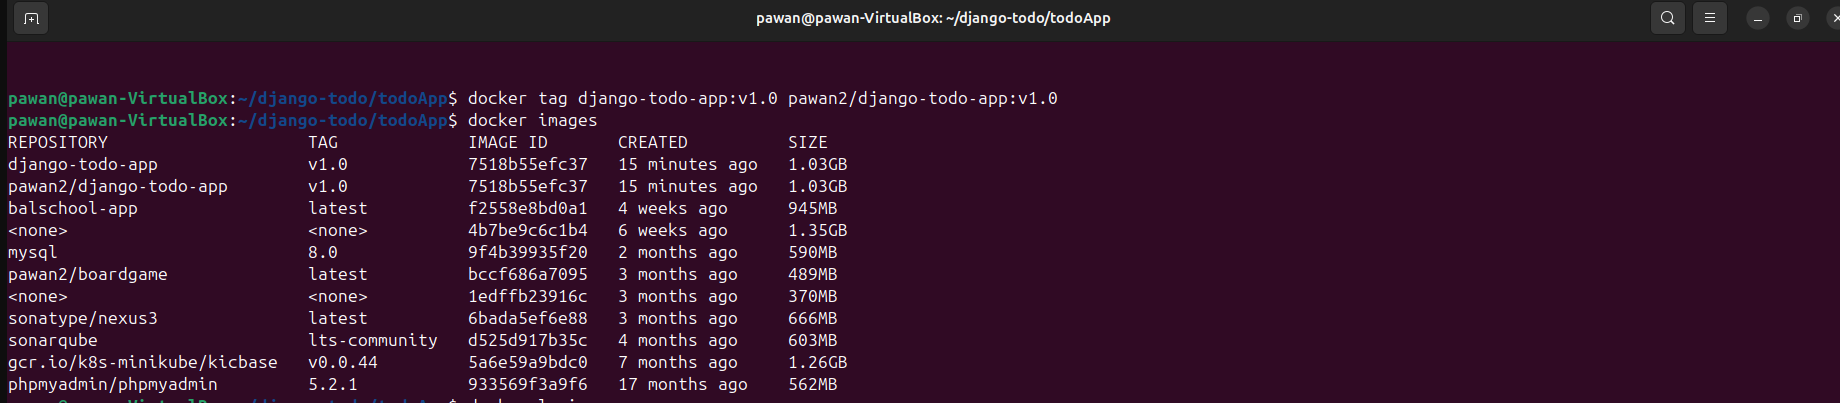 pawan@pawan-VirtualBox: ~/django-todo/todoApp
pawan@pawan-VirtualBox:~/django-todo/todoApp$ docker tag django-todo-app:v1.0 pawan2/django-todo-app:v1.0
pawan@pawan-VirtualBox:~/django-todo/todoApp$ docker images
REPOSITORY TAG IMAGE ID CREATED SIZE
django-todo-app v1.0 7518b55efc37 15 minutes ago 1.03GB
pawan2/django-todo-app v1.0 7518b55efc37 15 minutes ago 1.03GB
balschool-app latest f2558e8bd0a1 4 weeks ago 945MB
<none> <none> 4b7be9c6c1b4 6 weeks ago 1.35GB
mysql 8.0 9f4b39935f20 2 months ago 590MB
pawan2/boardgame latest bccf686a7095 3 months ago 489MB
<none> <none> 1edffb23916c 3 months ago 370MB
sonatype/nexus3 latest 6bada5ef6e88 3 months ago 666MB
sonarqube lts-community d525d917b35c 4 months ago 603MB
gcr.io/k8s-minikube/kicbase v0.0.44 5a6e59a9bdc0 7 months ago 1.26GB
phpmyadmin/phpmyadmin 5.2.1 933569f3a9f6 17 months ago 562MB